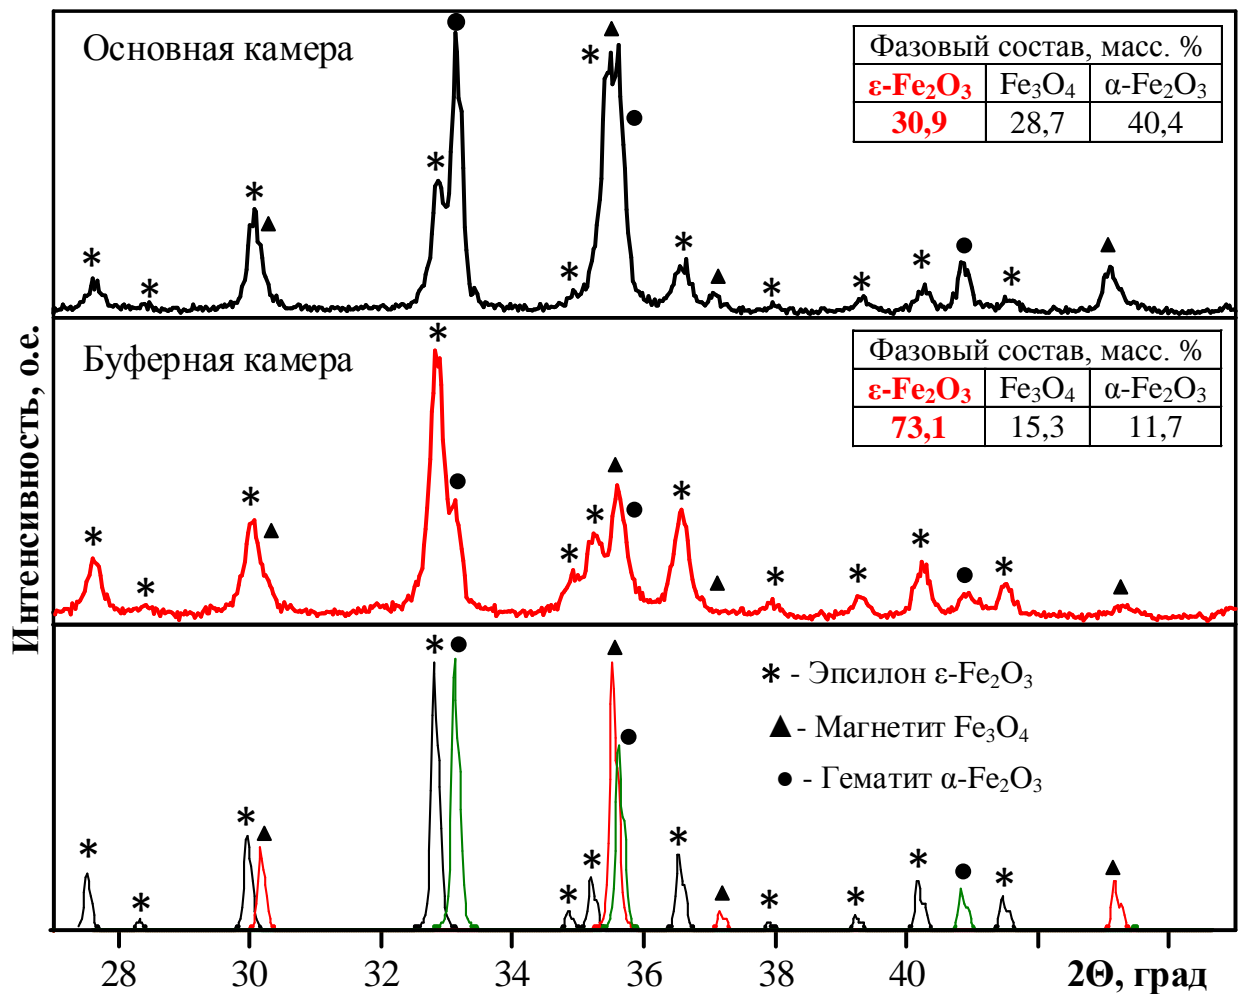 Основная камера
Фазовый состав, масс. %
ε-Fe₂O₃ Fe₃O₄ α-Fe₂O₃
30,9 28,7 40,4
Буферная камера
Фазовый состав, масс. %
ε-Fe₂O₃ Fe₃O₄ α-Fe₂O₃
73,1 15,3 11,7
Интенсивность, о.е.
* - Эпсилон ε-Fe₂O₃
▲ - Магнетит Fe₃O₄
● - Гематит α-Fe₂O₃
28 30 32 34 36 38 40 2Θ, град